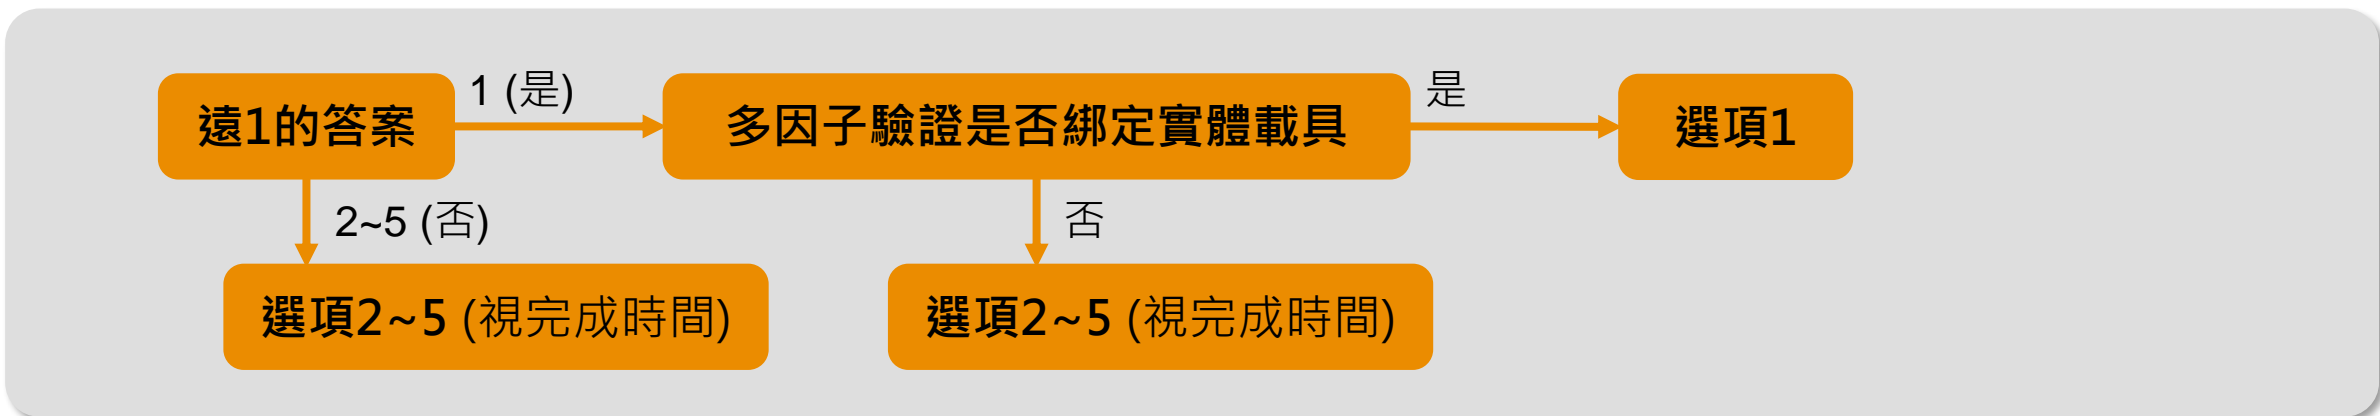 遠1的答案
1 (是)
多因子驗證是否綁定實體載具
是
選項1
2~5 (否)
否
選項2~5 (視完成時間)
選項2~5 (視完成時間)